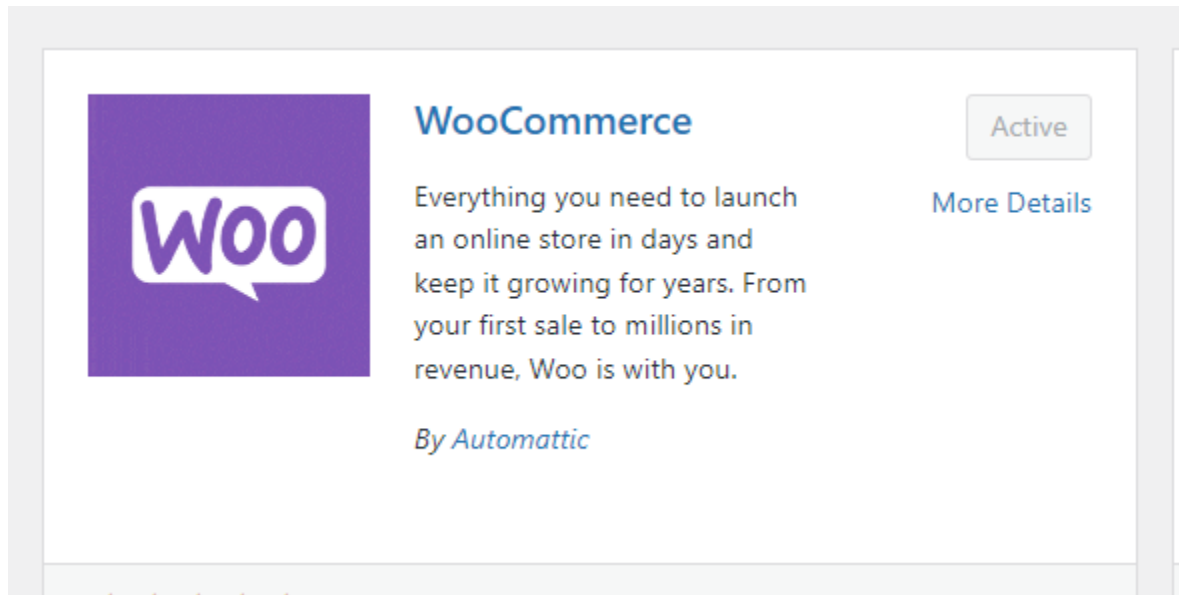 Woo
WooCommerce
Active
Everything you need to launch
an online store in days and
keep it growing for years. From
your first sale to millions in
revenue, Woo is with you.
More Details
By Automattic